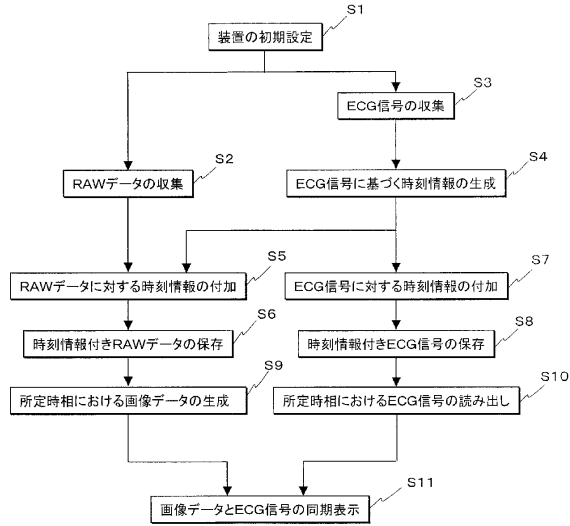 S1
装置の初期設定
S3
ECG信号の収集
S2
RAWデータの収集
S4
ECG信号に基づく時刻情報の生成
S5
RAWデータに対する時刻情報の付加
S7
ECG信号に対する時刻情報の付加
S6
時刻情報付きRAWデータの保存
S8
時刻情報付きECG信号の保存
S9
所定時相における画像データの生成
S10
所定時相におけるECG信号の読み出し
S11
画像データとECG信号の同期表示